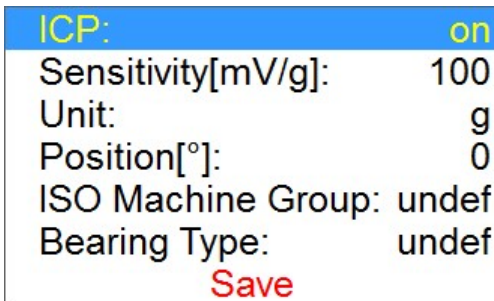 ICP: on
Sensitivity[mV/g]: 100
Unit: g
Position[°]: 0
ISO Machine Group: undef
Bearing Type: undef
Save